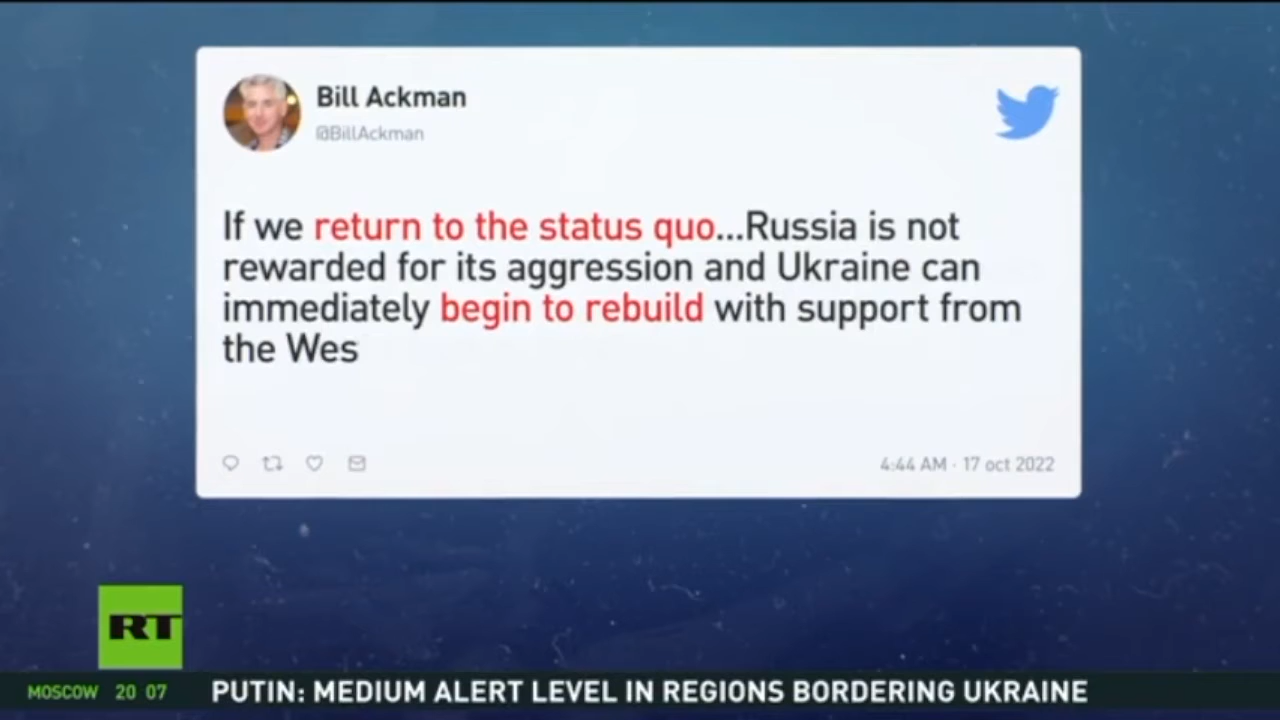 Bill Ackman
@BillAckman
If we return to the status quo...Russia is not
rewarded for its aggression and Ukraine can
immediately begin to rebuild with support from
the Wes
4:44 AM · 17 oct 2022
RT
MOSCOW 20 07 PUTIN: MEDIUM ALERT LEVEL IN REGIONS BORDERING UKRAINE